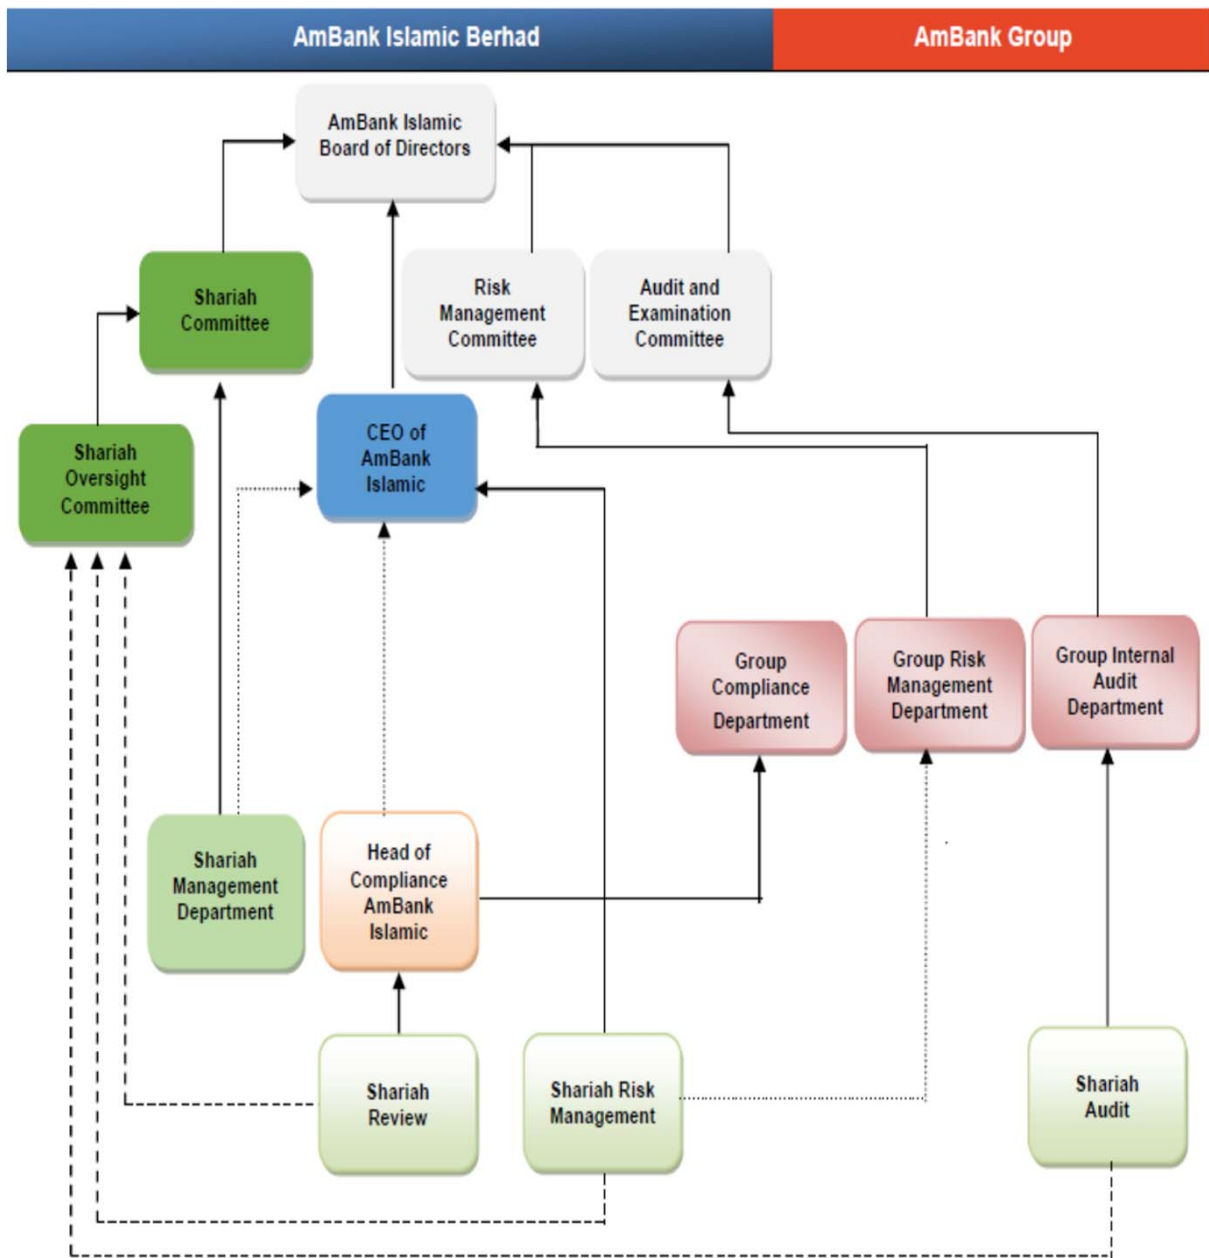 AmBank Islamic Berhad
AmBank Group
AmBank Islamic
Board of Directors
Shariah
Committee
Risk
Management
Committee
Audit and
Examination
Committee
Shariah
Oversight
Committee
CEO of
AmBank
Islamic
Group
Compliance
Department
Group Risk
Management
Department
Group Internal
Audit
Department
Shariah
Management
Department
Head of
Compliance
AmBank
Islamic
Shariah
Review
Shariah Risk
Management
Shariah
Audit